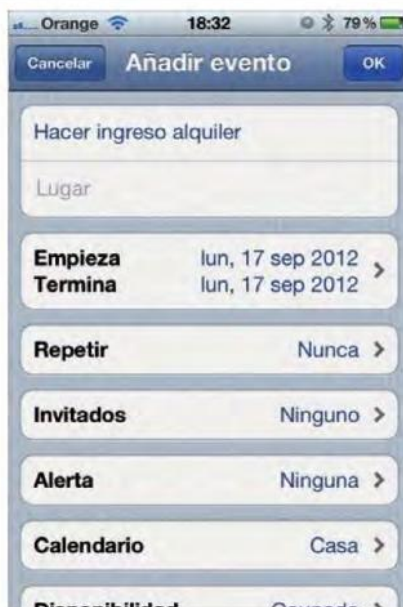 Orange 18:32 79%
Cancelar Añadir evento OK
Hacer ingreso alquiler
Lugar
Empieza lun, 17 sep 2012
Termina lun, 17 sep 2012
Repetir Nunca
Invitados Ninguno
Alerta Ninguna
Calendario Casa
Disponibilidad